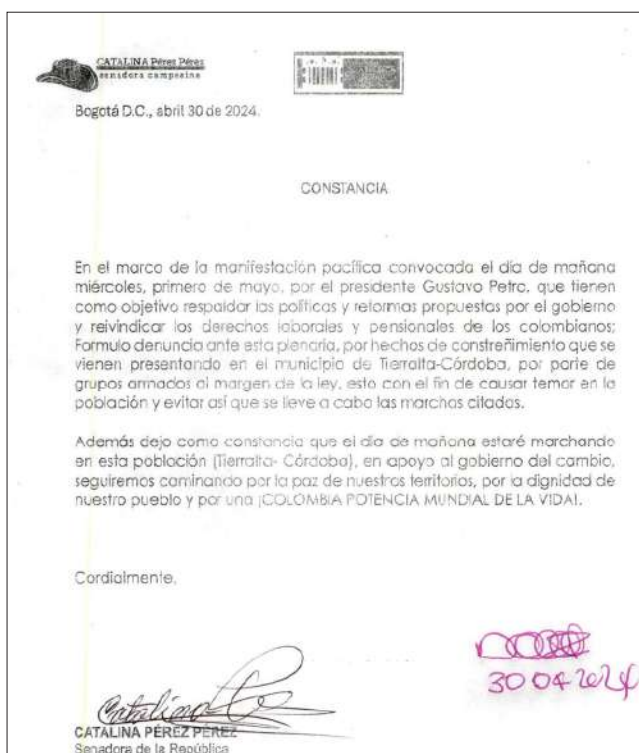 CATALINA Pérez Pérez
senadora campesina
Bogotá D.C., abril 30 de 2024.
CONSTANCIA
En el marco de la manifestación pacífica convocada el día de mañana
miércoles, primero de mayo, por el presidente Gustavo Petro, que tienen
como objetivo respaldar las políticas y reformas propuestas por el gobierno
y reivindicar los derechos laborales y pensionales de los colombianos;
Formulo denuncia ante esta plenaria, por hechos de constreñimiento que se
vienen presentando en el municipio de Tierralta-Córdoba, por parte de
grupos armados al margen de la ley, esto con el fin de causar temor en la
población y evitar así que se lleve a cabo las marchas citadas.
Además dejo como constancia que el día de mañana estaré marchando
en esta población (Tierralta- Córdoba), en apoyo al gobierno del cambio,
seguiremos caminando por la paz de nuestros territorios, por la dignidad de
nuestro pueblo y por una ¡COLOMBIA POTENCIA MUNDIAL DE LA VIDA!.
Cordialmente,
Catalina
30 04 2024
CATALINA PÉREZ PÉREZ
Senadora de la República